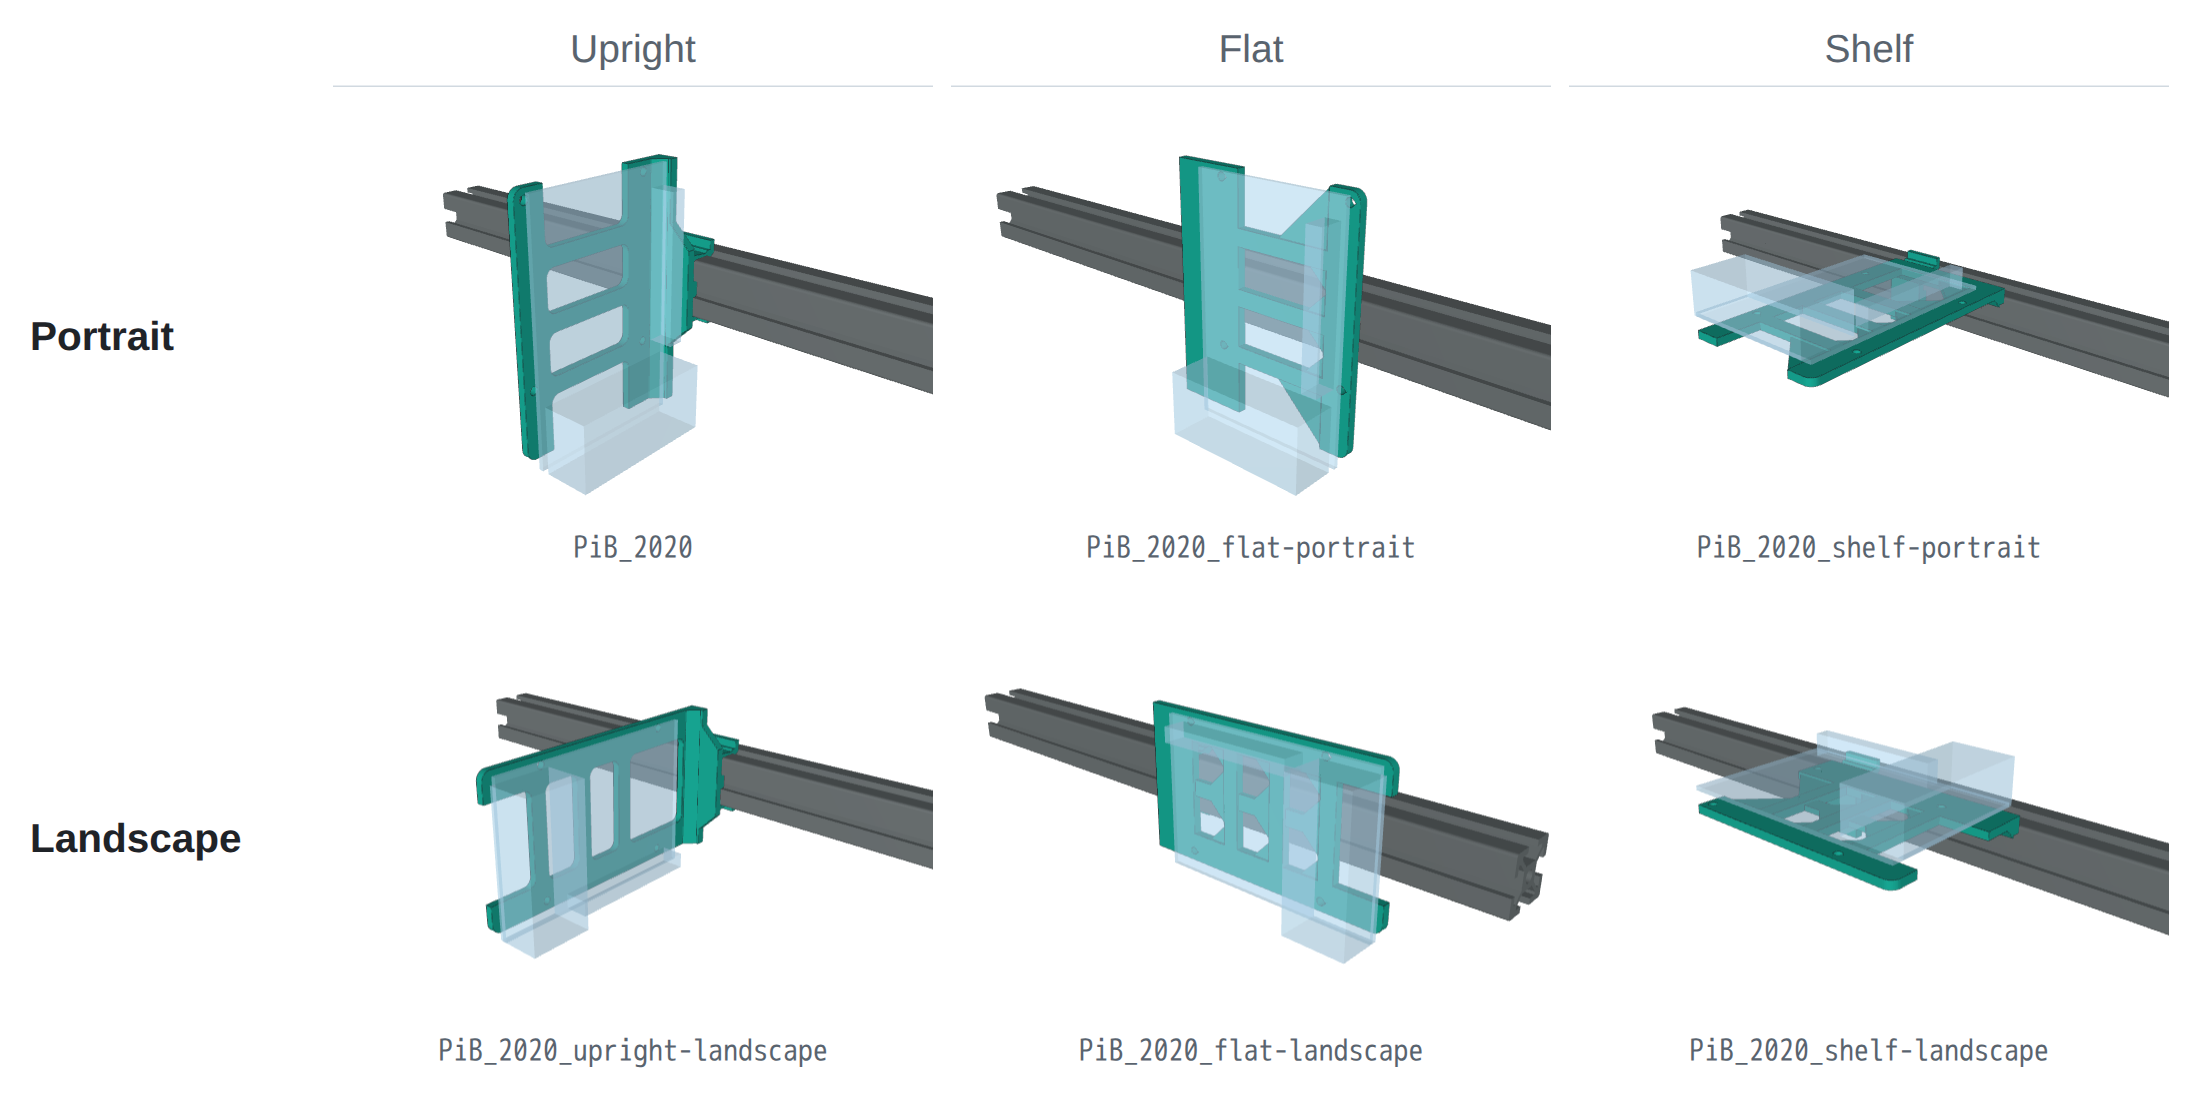 Upright Flat Shelf
Portrait
PiB_2020 PiB_2020_flat-portrait PiB_2020_shelf-portrait
Landscape
PiB_2020_upright-landscape PiB_2020_flat-landscape PiB_2020_shelf-landscape